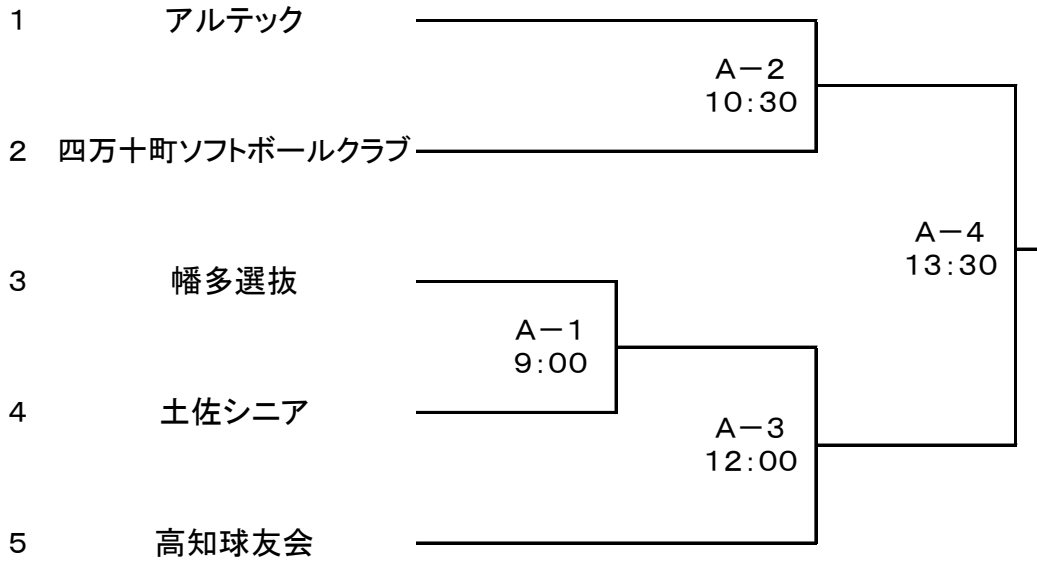 1 アルテック
A－2
10：30
2 四万十町ソフトボールクラブ
A－4
13：30
3 幡多選抜
A－1
9：00
4 土佐シニア
A－3
12：00
5 高知球友会